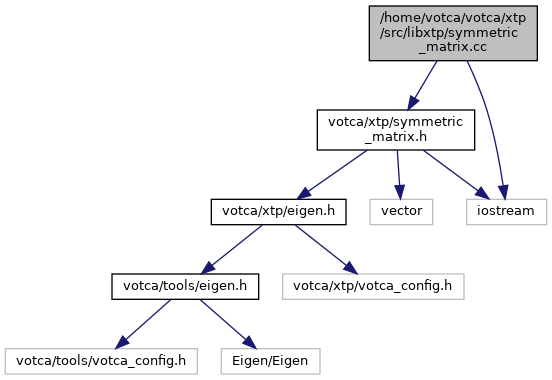 /home/votca/votca/xtp
/src/libxtp/symmetric
_matrix.cc
votca/xtp/symmetric
_matrix.h
votca/xtp/eigen.h
vector
iostream
votca/tools/eigen.h
votca/xtp/votca_config.h
votca/tools/votca_config.h
Eigen/Eigen